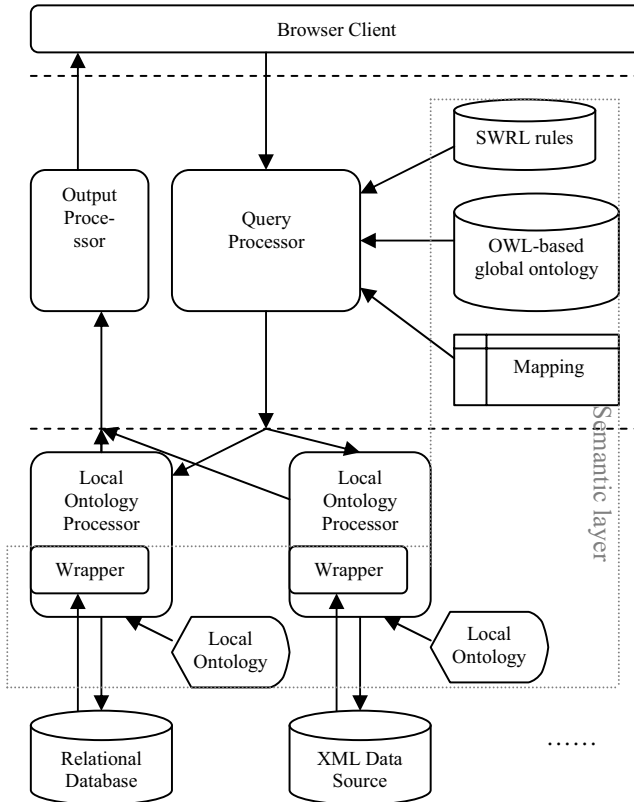 Browser Client
SWRL rules
Output
Proce-
ssor
Query
Processor
OWL-based
global ontology
Mapping
Semantic layer
Local
Ontology
Processor
Wrapper
Local
Ontology
Processor
Wrapper
Local
Ontology
Local
Ontology
Relational
Database
XML Data
Source
......